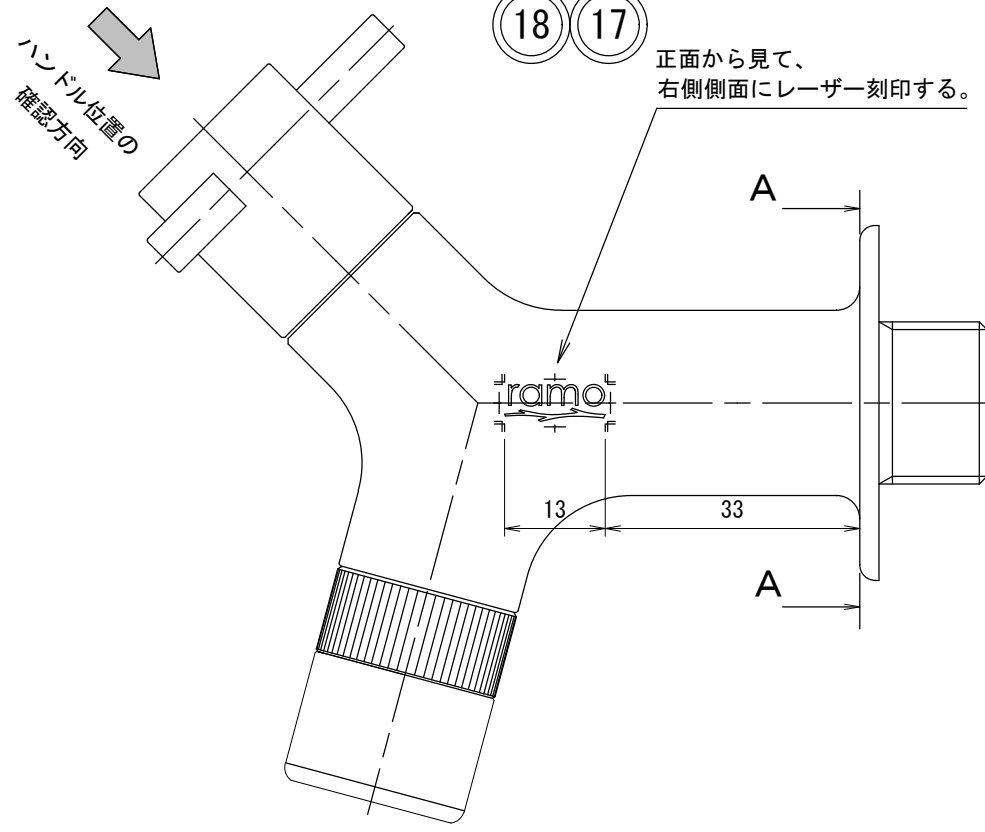 18 17
正面から見て、
右側側面にレーザー刻印する。
ハンドル位置の
確認方向
A
ramo
13
33
A